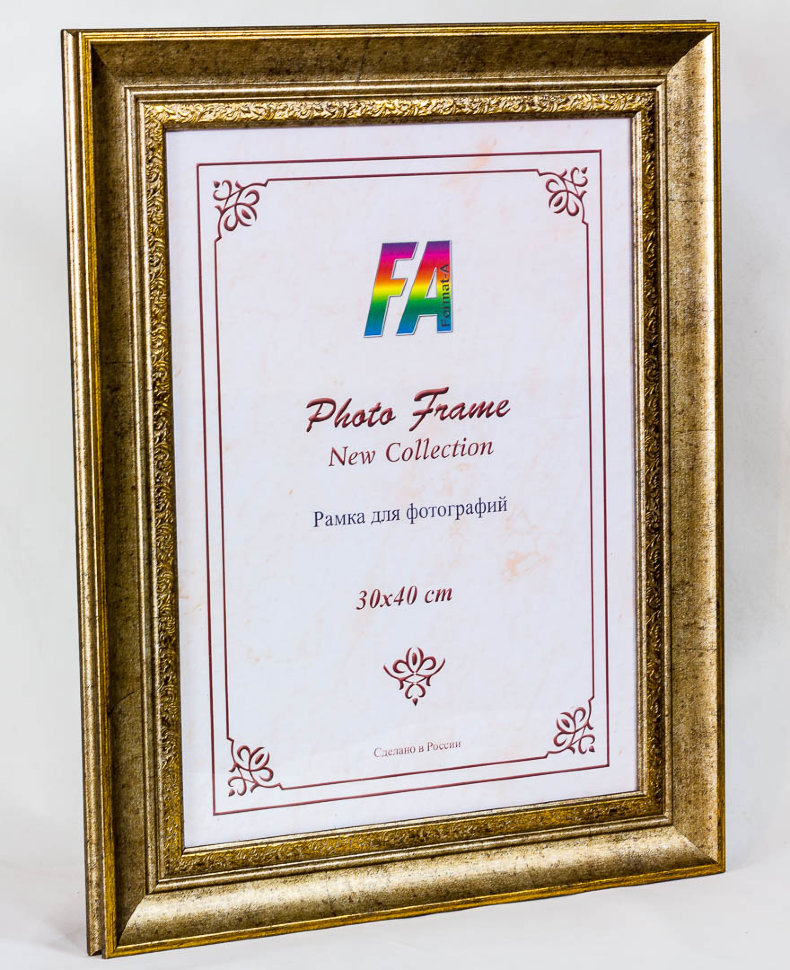 FA
Format-A
Photo Frame
New Collection
Рамка для фотографий
30x40 cm
Сделано в России